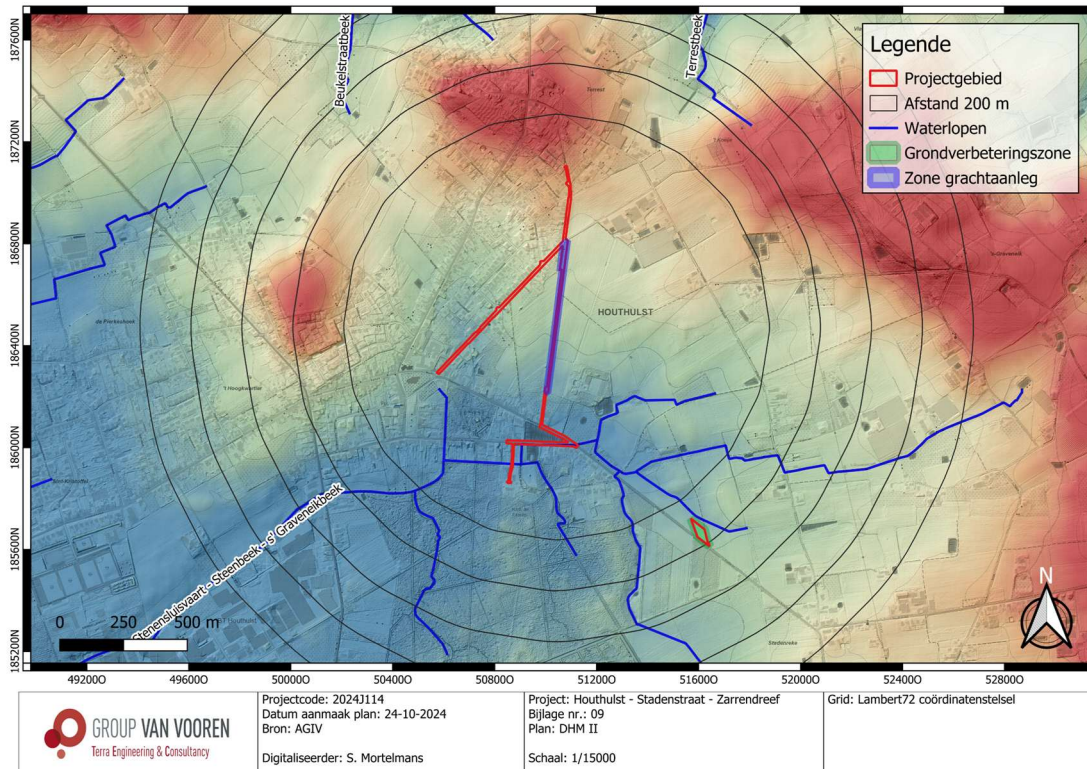 Legende
Projectgebied
Afstand 200 m
Waterlopen
Grondverbeteringszone
Zone grachtaanleg
Beukelstraatbeek
Terrestbeek
Terrest
HOUTHULST
't Hoogkwartier
Stenensluisvaart - Steenbeek - s' Graveneikbeek
N
0 250 500 m
187600N
187200N
186800N
186400N
186000N
185600N
185200N
492000 496000 500000 504000 508000 512000 516000 520000 524000 528000
GROUP VAN VOOREN
Terra Engineering & Consultancy
Projectcode: 2024J114
Datum aanmaak plan: 24-10-2024
Bron: AGIV
Digitaliseerder: S. Mortelmans
Project: Houthulst - Stadenstraat - Zarrendreef
Bijlage nr.: 09
Plan: DHM II
Schaal: 1/15000
Grid: Lambert72 coördinatenstelsel